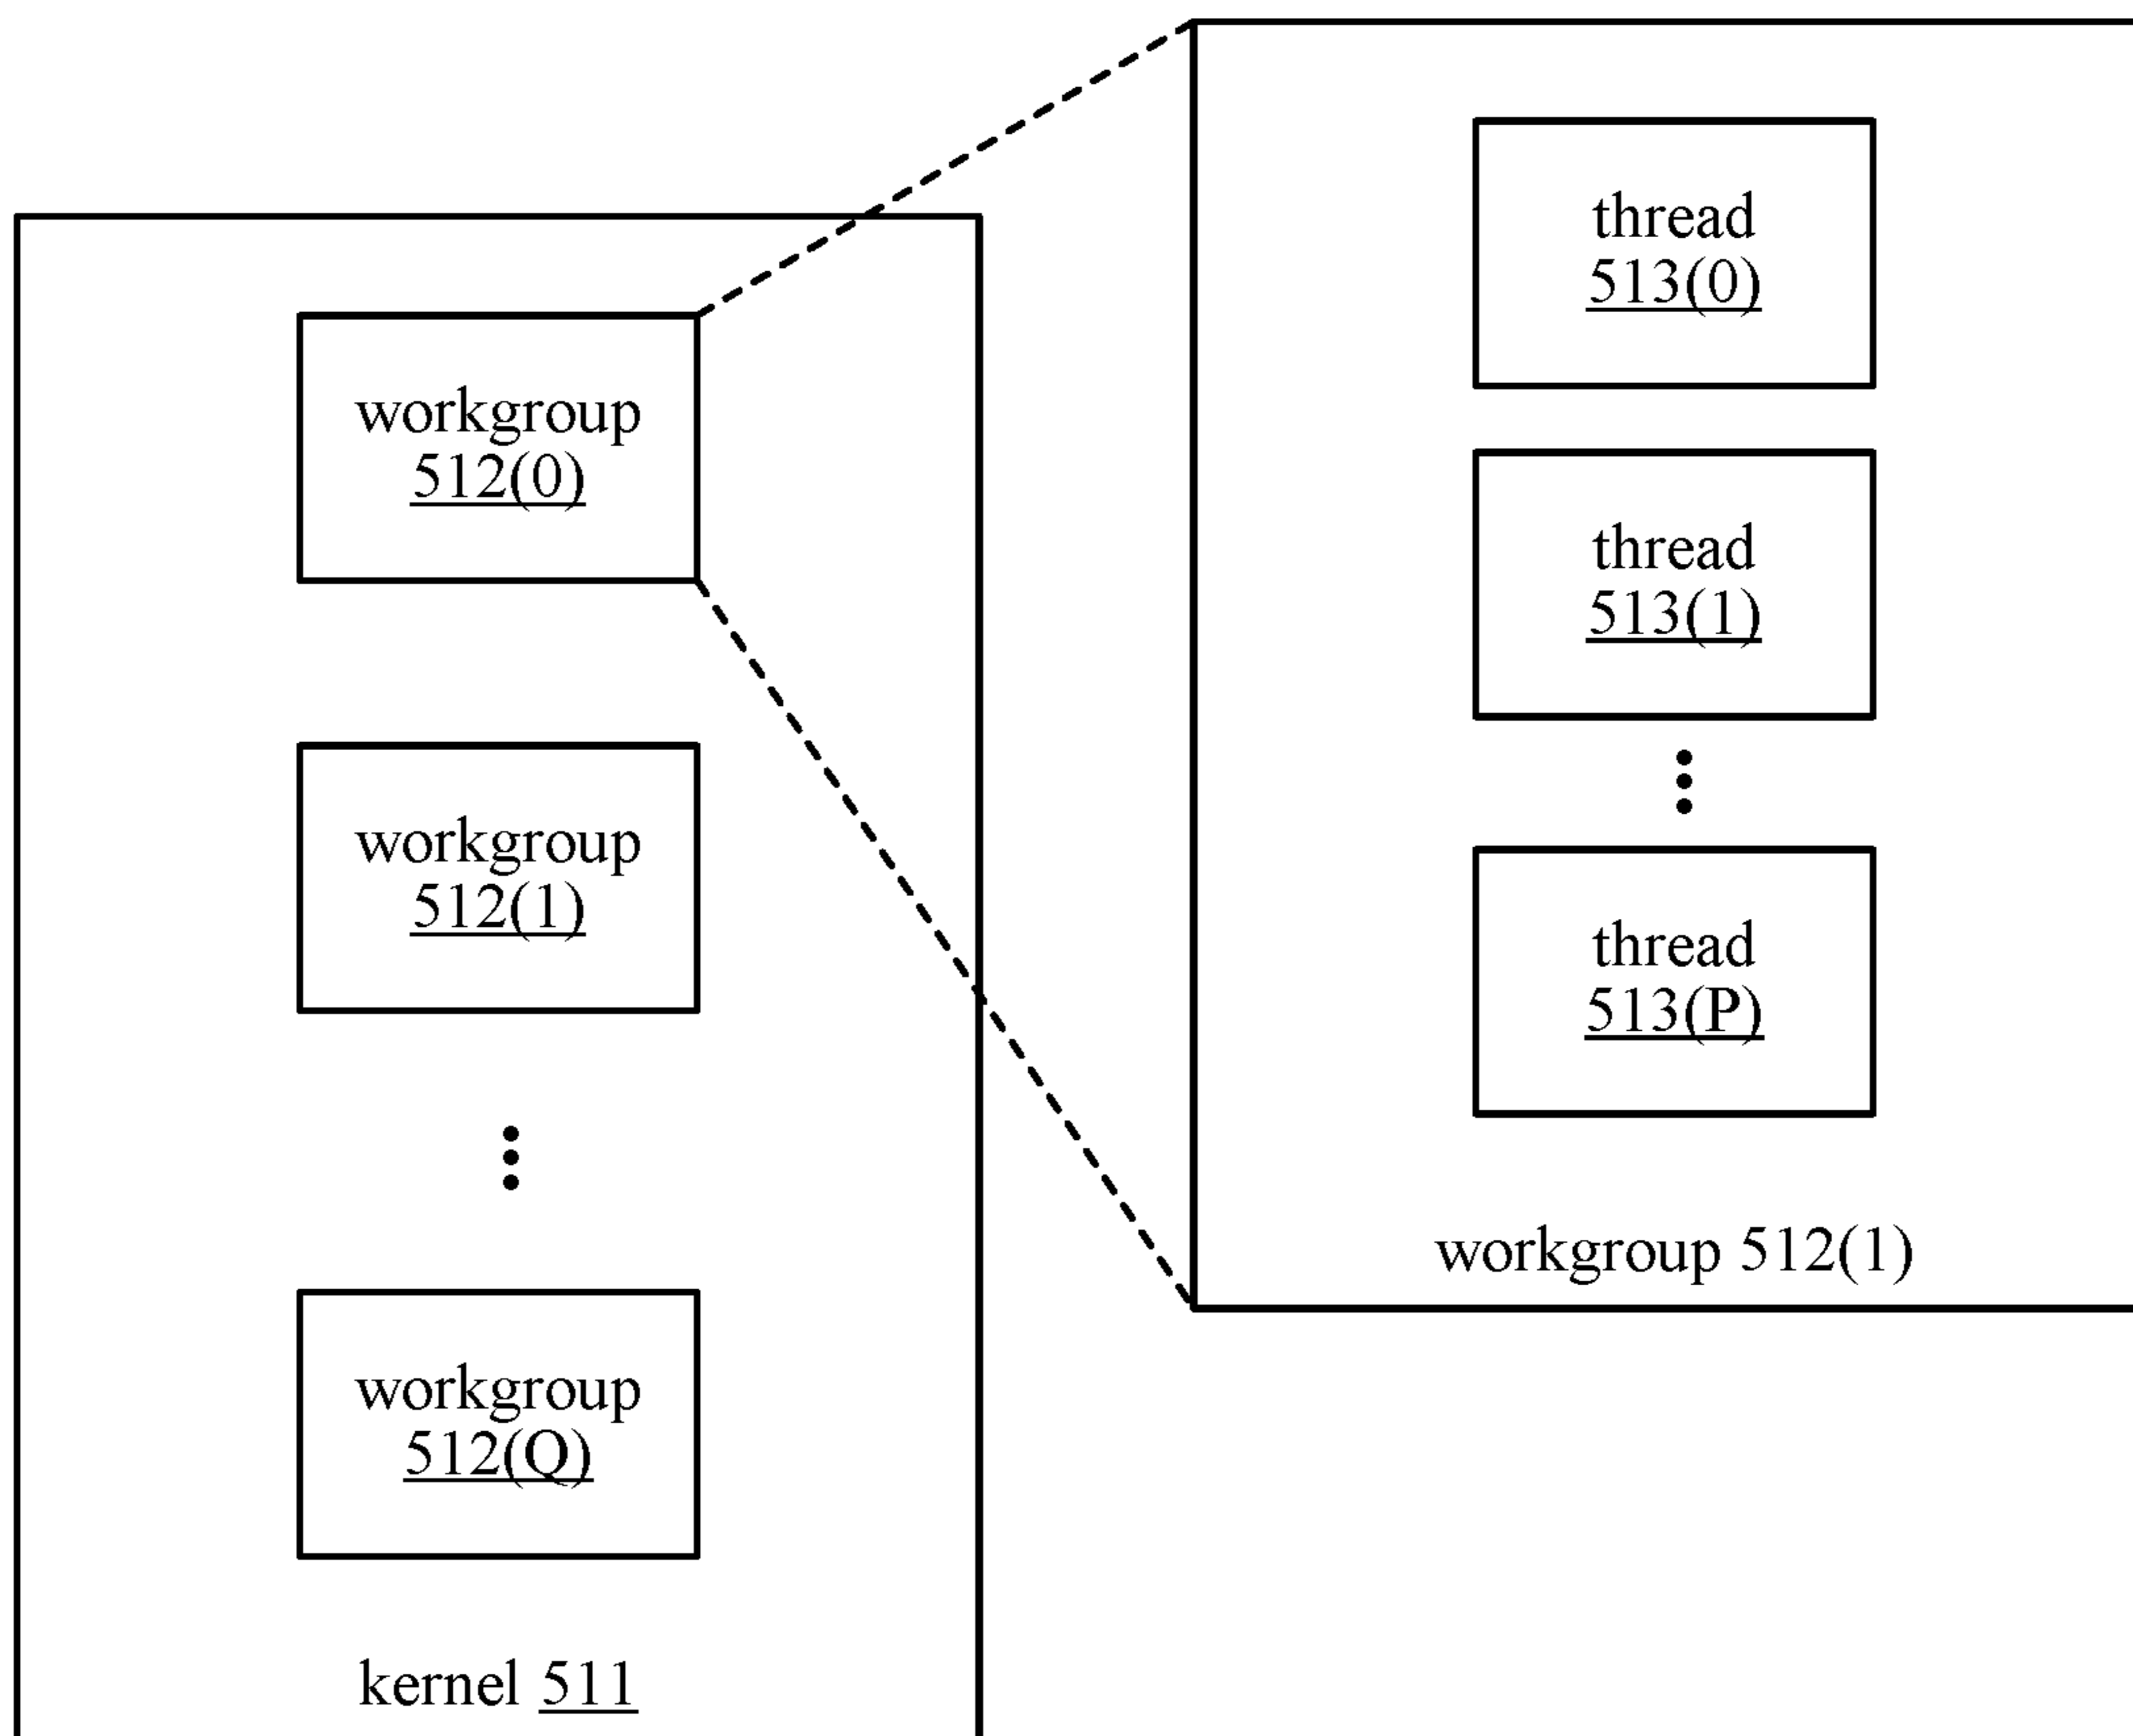 workgroup
512(0)
workgroup
512(1)
workgroup
512(Q)
kernel 511
thread
513(0)
thread
513(1)
thread
513(P)
workgroup 512(1)